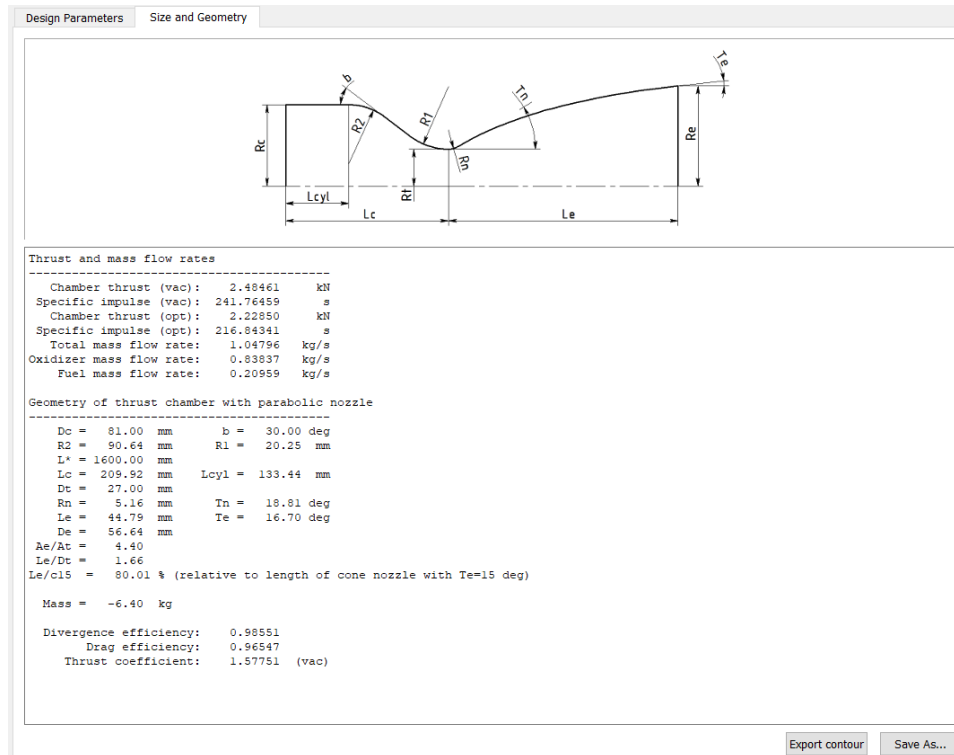 Design Parameters Size and Geometry
b
R2
R1
Tn
Te
Rc
Rt
Rn
Re
Lcyl
Lc
Le
Thrust and mass flow rates
------------------------------------------
Chamber thrust (vac): 2.48461 kN
Specific impulse (vac): 241.76459 s
Chamber thrust (opt): 2.22850 kN
Specific impulse (opt): 216.84341 s
Total mass flow rate: 1.04796 kg/s
Oxidizer mass flow rate: 0.83837 kg/s
Fuel mass flow rate: 0.20959 kg/s
Geometry of thrust chamber with parabolic nozzle
------------------------------------------
Dc = 81.00 mm b = 30.00 deg
R2 = 90.64 mm R1 = 20.25 mm
L* = 1600.00 mm
Lc = 209.92 mm Lcyl = 133.44 mm
Dt = 27.00 mm
Rn = 5.16 mm Tn = 18.81 deg
Le = 44.79 mm Te = 16.70 deg
De = 56.64 mm
Ae/At = 4.40
Le/Dt = 1.66
Le/c15 = 80.01 % (relative to length of cone nozzle with Te=15 deg)
Mass = -6.40 kg
Divergence efficiency: 0.98551
Drag efficiency: 0.96547
Thrust coefficient: 1.57751 (vac)
Export contour Save As...